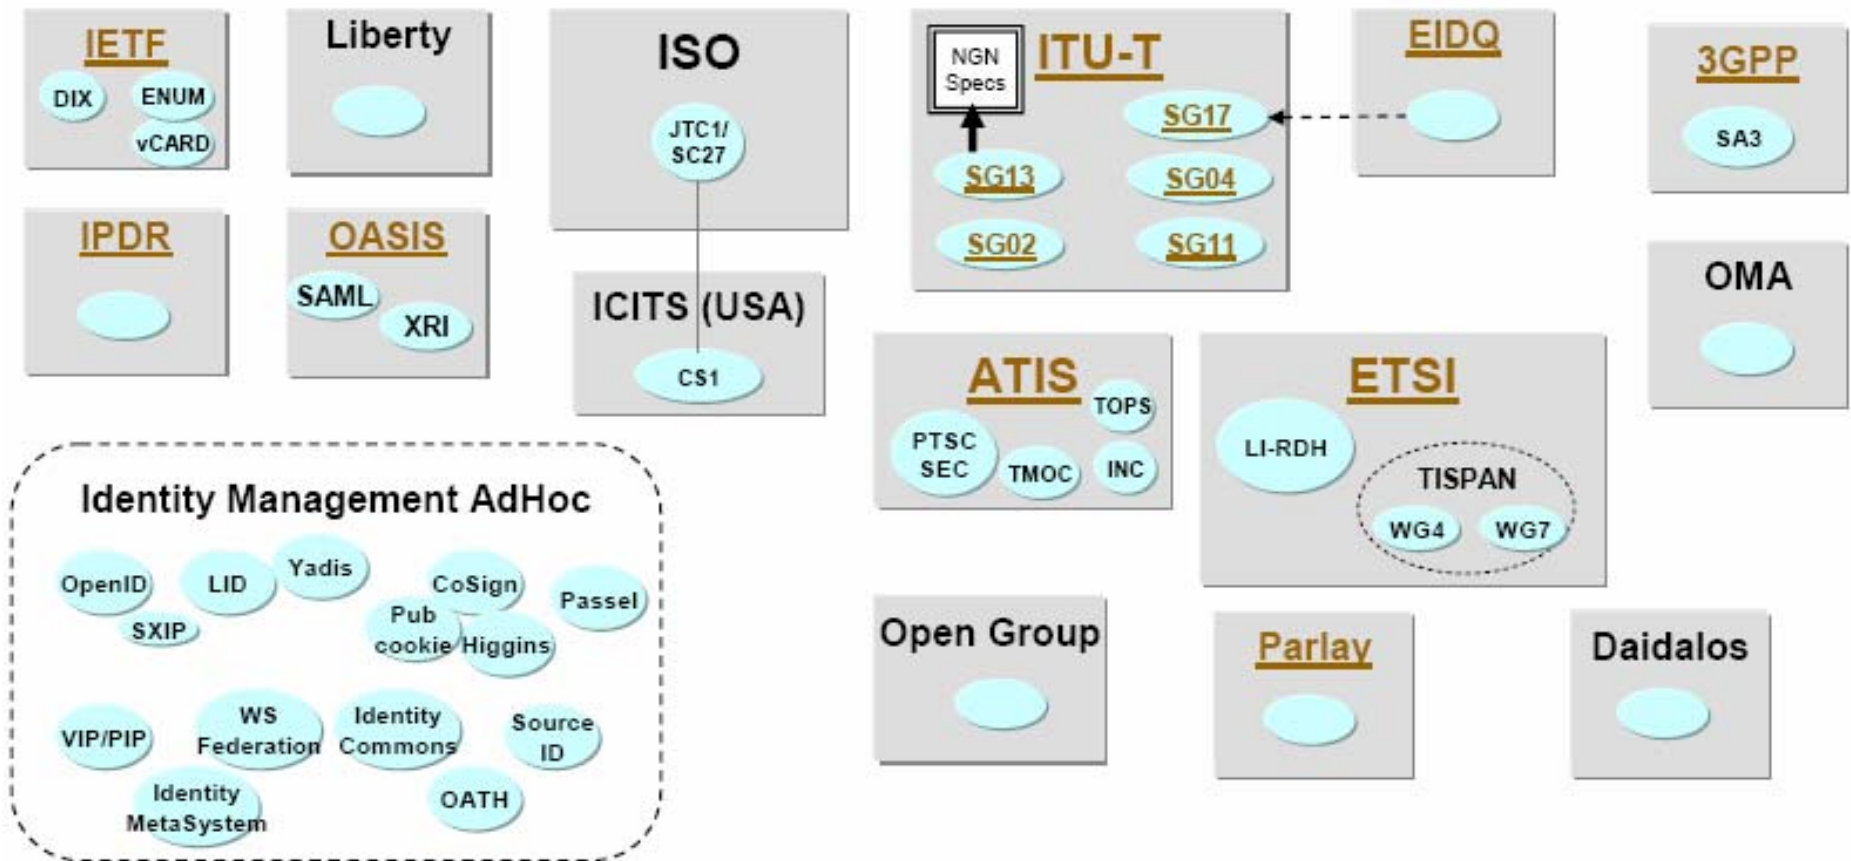 IETF
DIX
ENUM
vCARD
Liberty
ISO
JTC1/
SC27
NGN
Specs
ITU-T
SG17
SG13
SG04
SG02
SG11
EIDQ
3GPP
SA3
IPDR
OASIS
SAML
XRI
ICITS (USA)
CS1
OMA
ATIS
TOPS
PTSC
SEC
TMOC
INC
ETSI
LI-RDH
TISPAN
WG4
WG7
Identity Management AdHoc
OpenID
LID
Yadis
SXIP
CoSign
Pub
cookie
Higgins
Passel
VIP/PIP
WS
Federation
Identity
Commons
Source
ID
Identity
MetaSystem
OATH
Open Group
Parlay
Daidalos